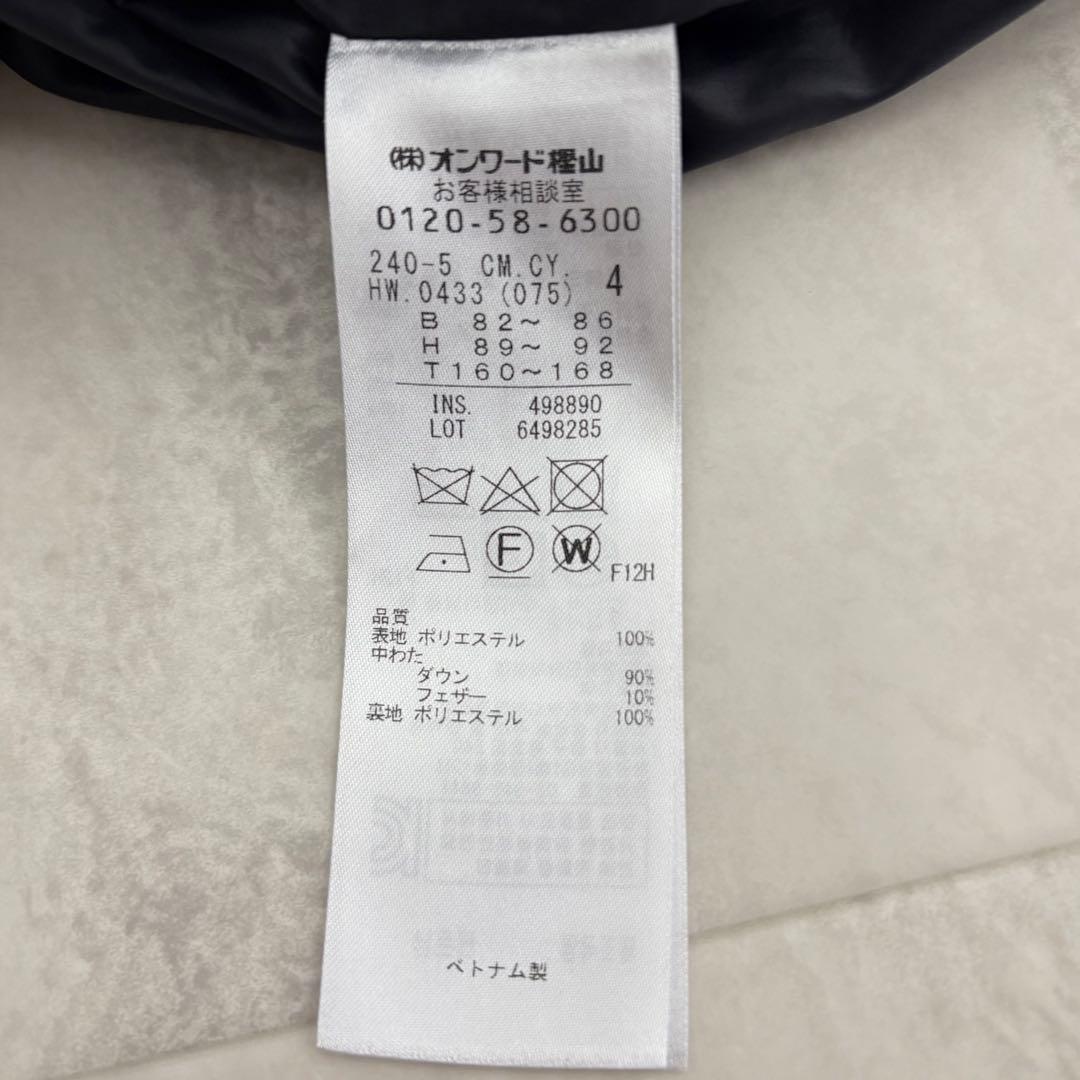 (株)オンワード樫山
お客様相談室
0120-58-6300
240-5 CM.CY. 4
HW.0433 (075)
B 82～ 86
H 89～ 92
T160～168
INS. 498890
LOT 6498285
F W F12H
品質
表地 ポリエステル 100%
中わた
ダウン 90%
フェザー 10%
裏地 ポリエステル 100%
ベトナム製